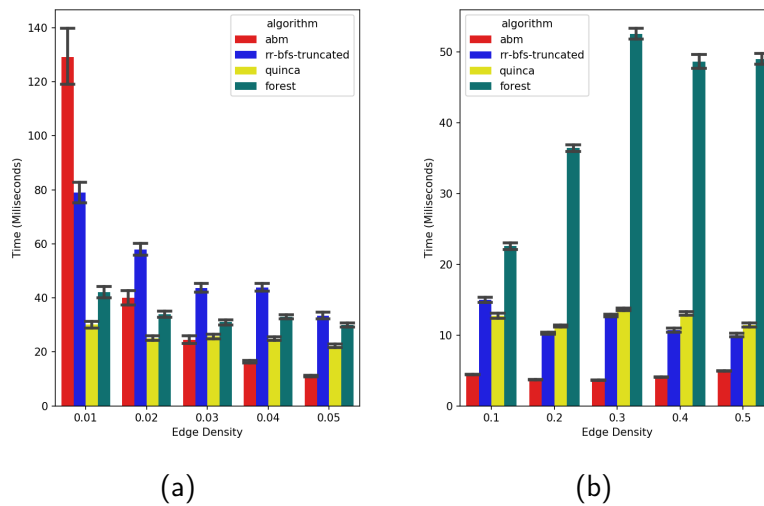 algorithm
abm
rr-bfs-truncated
quinca
forest
140
120
100
80
60
40
20
0
Time (Miliseconds)
0.01 0.02 0.03 0.04 0.05
Edge Density
(a)
algorithm
abm
rr-bfs-truncated
quinca
forest
50
40
30
20
10
0
Time (Miliseconds)
0.1 0.2 0.3 0.4 0.5
Edge Density
(b)